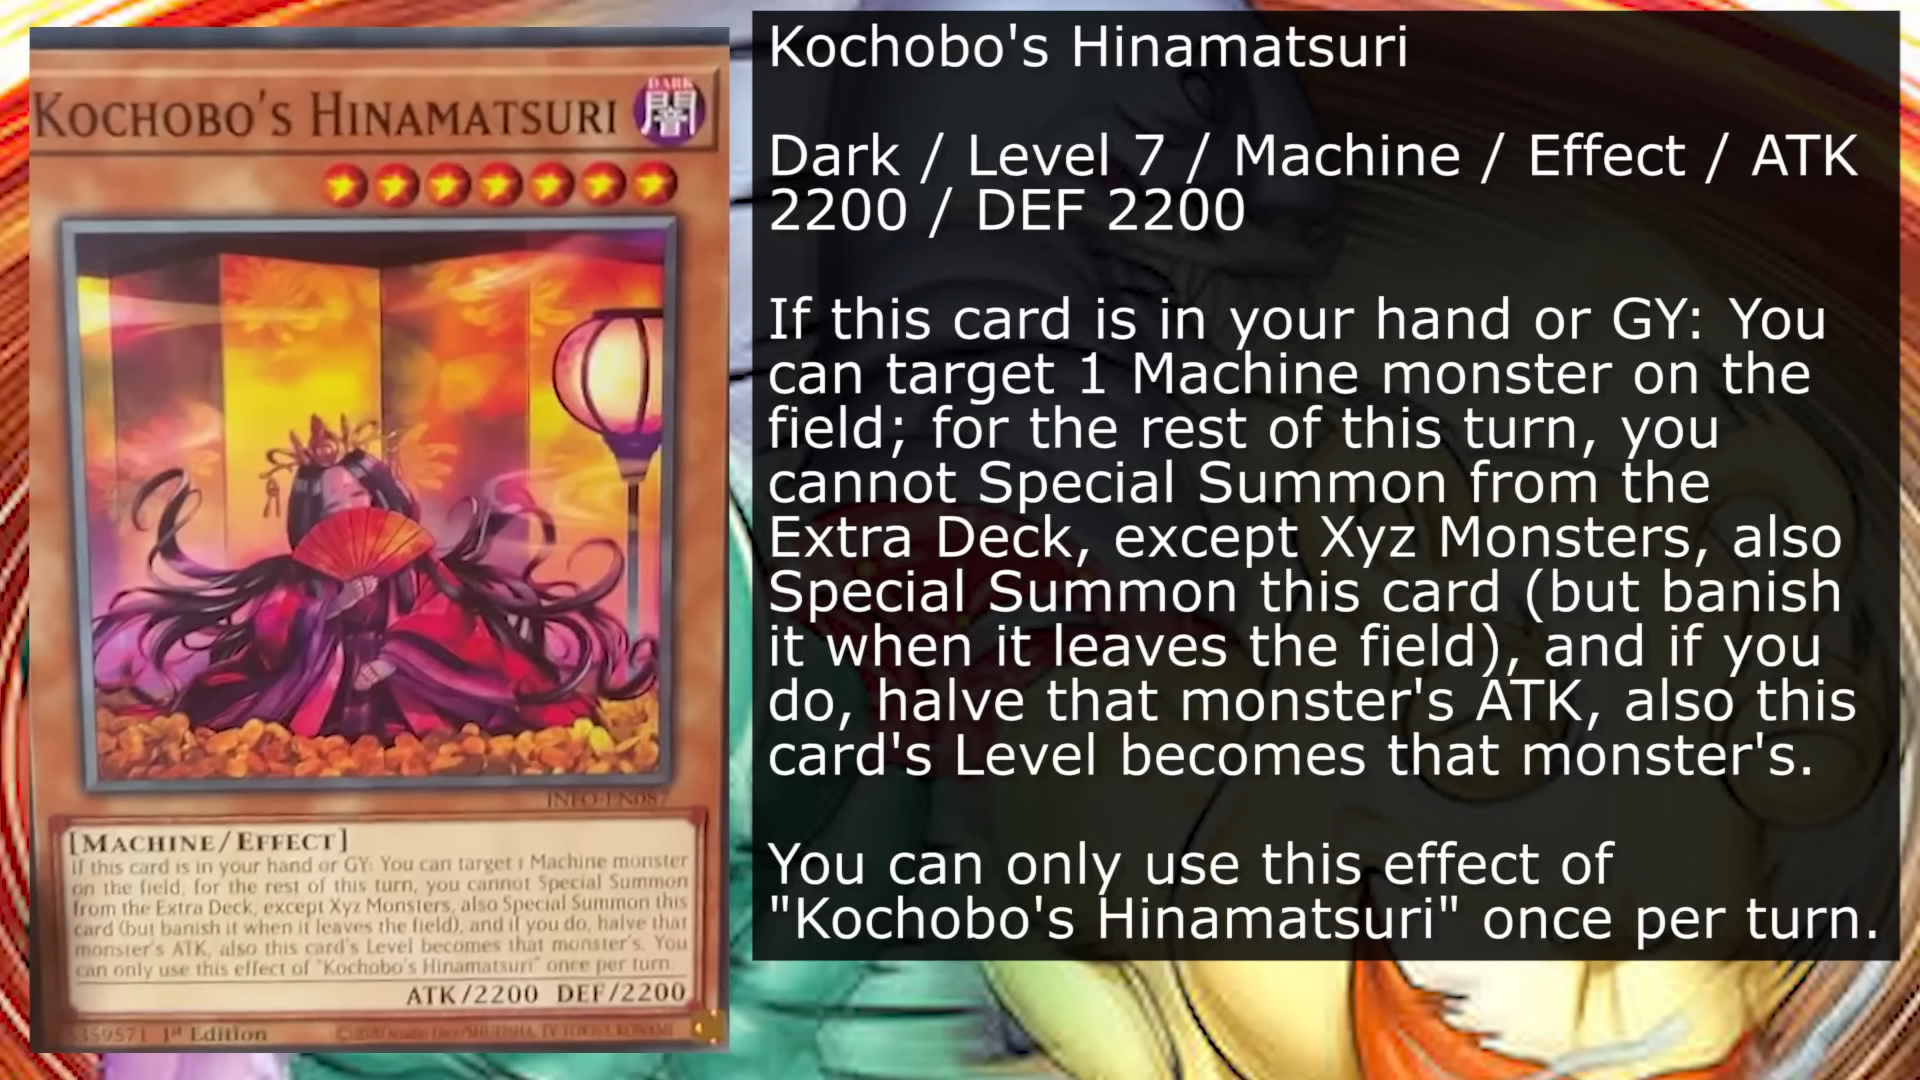 KOCHOBO'S HINAMATSURI
DARK
闇
INFO-EN087
[MACHINE/EFFECT]
If this card is in your hand or GY: You can target 1 Machine monster
on the field; for the rest of this turn, you cannot Special Summon
from the Extra Deck, except Xyz Monsters, also Special Summon this
card (but banish it when it leaves the field), and if you do, halve that
monster's ATK, also this card's Level becomes that monster's. You
can only use this effect of "Kochobo's Hinamatsuri" once per turn.
ATK/2200 DEF/2200
1st Edition
Kochobo's Hinamatsuri
Dark / Level 7 / Machine / Effect / ATK
2200 / DEF 2200
If this card is in your hand or GY: You
can target 1 Machine monster on the
field; for the rest of this turn, you
cannot Special Summon from the
Extra Deck, except Xyz Monsters, also
Special Summon this card (but banish
it when it leaves the field), and if you
do, halve that monster's ATK, also this
card's Level becomes that monster's.
You can only use this effect of
"Kochobo's Hinamatsuri" once per turn.